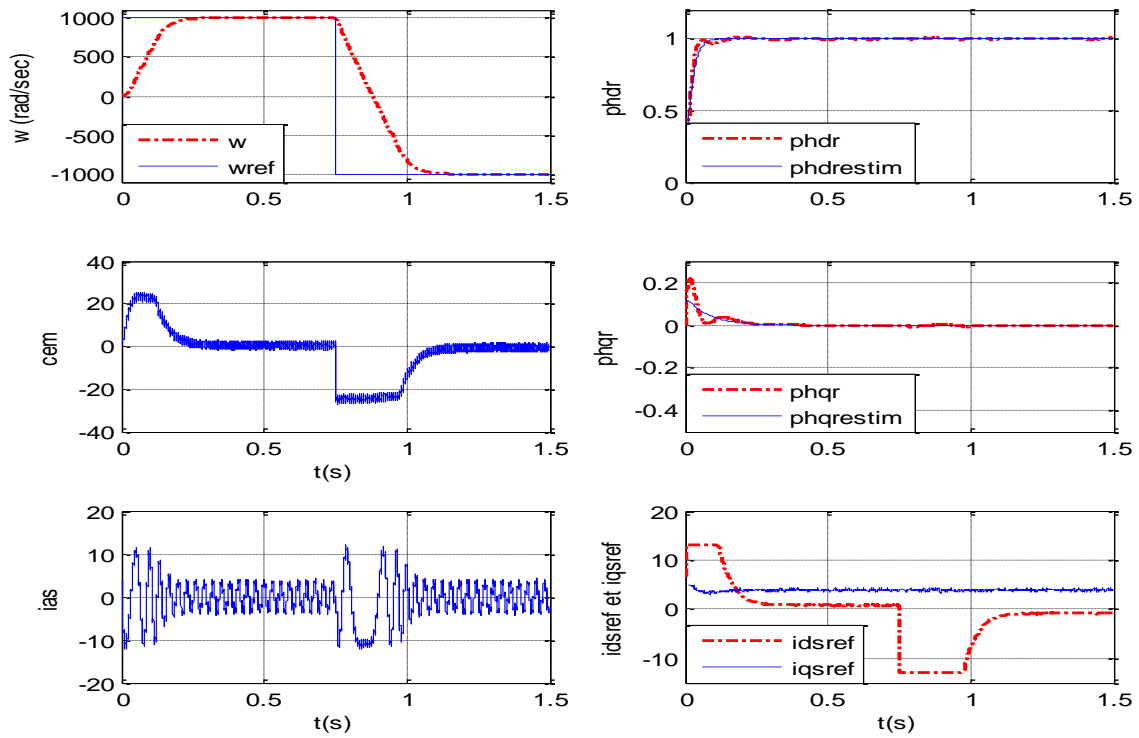 1000
500
0
-500
-1000
w (rad/sec)
w
wref
0
0.5
1
1.5
1
0.5
0
phdr
phdr
phdrestim
0
0.5
1
1.5
40
20
0
-20
-40
cem
0
0.5
1
1.5
t(s)
0.2
0
-0.2
-0.4
phqr
phqr
phqrestim
0
0.5
1
1.5
20
10
0
-10
-20
ias
0
0.5
1
1.5
t(s)
20
10
0
-10
idsref et iqsref
idsref
iqsref
0
0.5
1
1.5
t(s)